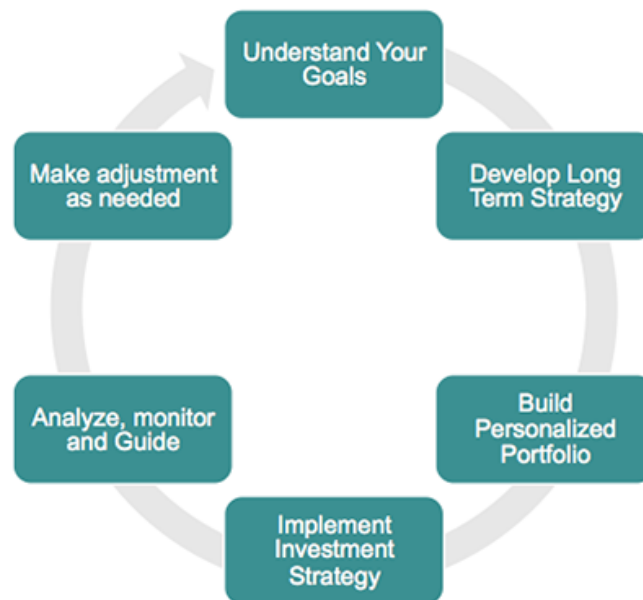 Understand Your
Goals
Develop Long
Term Strategy
Build
Personalized
Portfolio
Implement
Investment
Strategy
Analyze, monitor
and Guide
Make adjustment
as needed